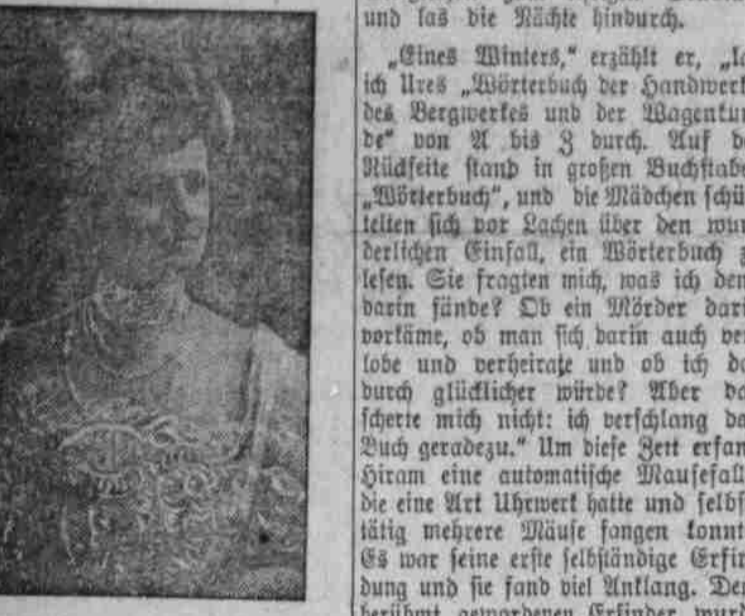 und las die Nächte hindurch.
„Eines Winters,“ erzählt er, „la
ich Ures „Wörterbuch der Handwerk
des Bergwerkes und der Wagenkun
de“ von A bis Z durch. Auf de
Rückseite stand in großen Buchstabe
„Wörterbuch“, und die Mädchen schüt
telten sich vor Lachen über den wun
derlichen Einfall, ein Wörterbuch z
lesen. Sie fragten mich, was ich den
darin fände? Ob ein Mörder dari
vorkäme, ob man sich darin auch ver
lobe und verheirate und ob ich da
durch glücklicher würde? Aber da
scherte mich nicht: ich verschlang da
Buch geradezu.“ Um diese Zeit erfan
Hiram eine automatische Mausefall
die eine Art Uhrwerk hatte und selbs
tätig mehrere Mäuse fangen konnt
Es war seine erste selbständige Erfin
dung und sie fand viel Anklang. Dem
berühmt gewordenen Erfinder wurd